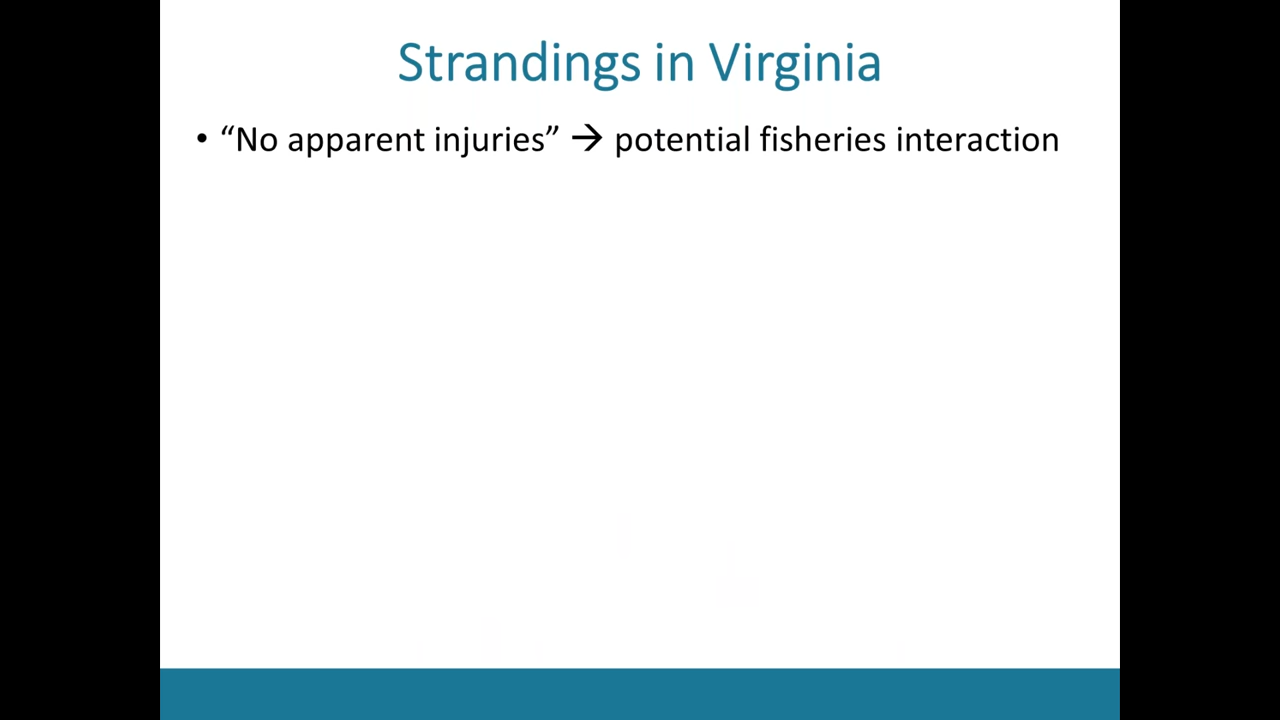 Strandings in Virginia
• “No apparent injuries” → potential fisheries interaction